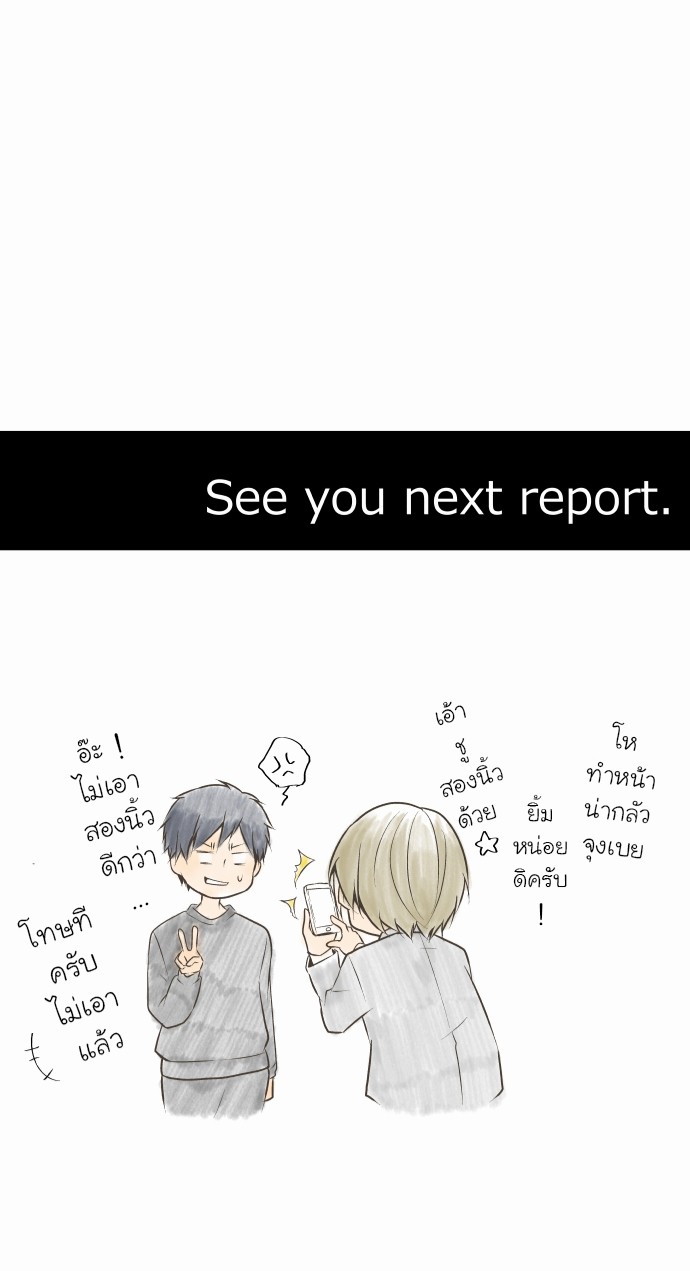 See you next report.
โห
ทำหน้า
น่ากลัว
จุงเบย
ยิ้ม
หน่อย
ดิครับ
!
เอ้า
ชู
สองนิ้ว
ด้วย
☆
อ๊ะ !
ไม่เอา
สองนิ้ว
ดีกว่า
...
โทษที
ครับ
ไม่เอา
แล้ว